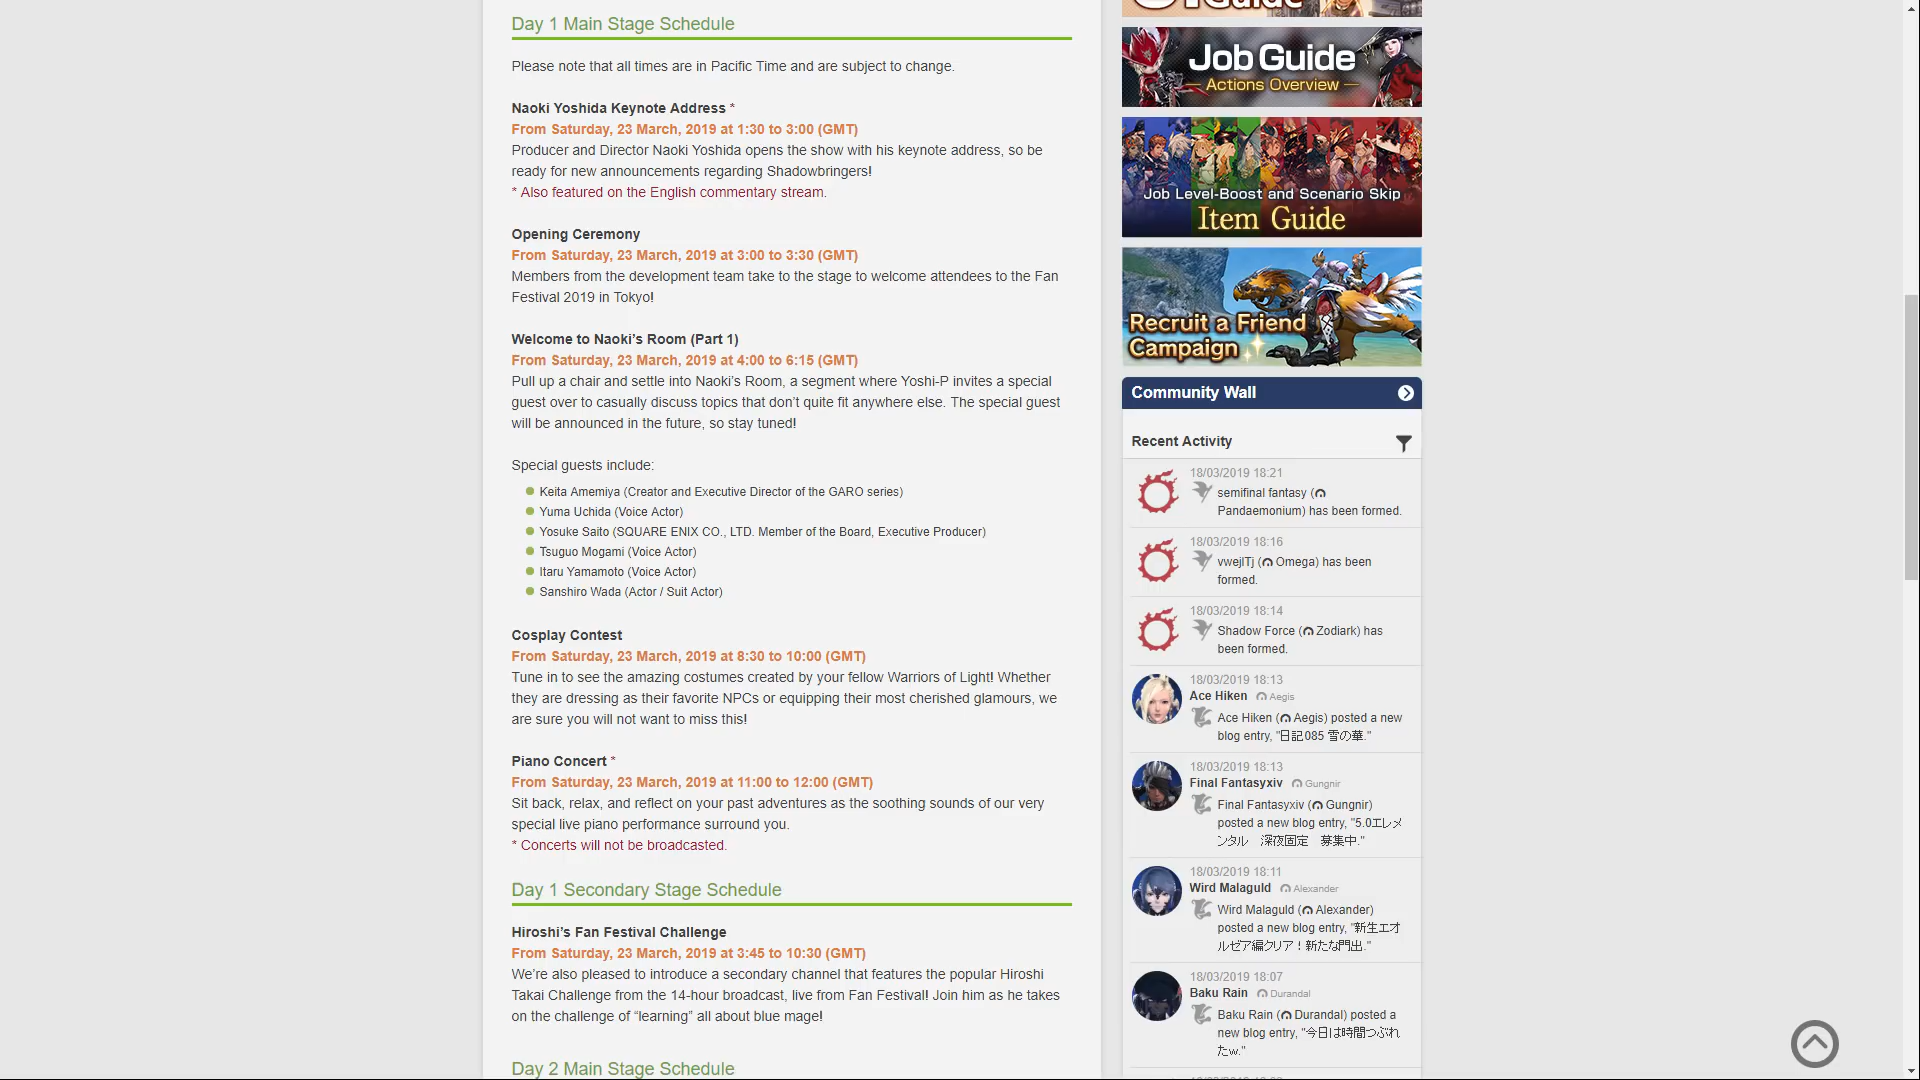 Day 1 Main Stage Schedule
Please note that all times are in Pacific Time and are subject to change.
Naoki Yoshida Keynote Address *
From Saturday, 23 March, 2019 at 1:30 to 3:00 (GMT)
Producer and Director Naoki Yoshida opens the show with his keynote address, so be
ready for new announcements regarding Shadowbringers!
* Also featured on the English commentary stream.
Opening Ceremony
From Saturday, 23 March, 2019 at 3:00 to 3:30 (GMT)
Members from the development team take to the stage to welcome attendees to the Fan
Festival 2019 in Tokyo!
Welcome to Naoki’s Room (Part 1)
From Saturday, 23 March, 2019 at 4:00 to 6:15 (GMT)
Pull up a chair and settle into Naoki’s Room, a segment where Yoshi-P invites a special
guest over to casually discuss topics that don’t quite fit anywhere else. The special guest
will be announced in the future, so stay tuned!
Special guests include:
Keita Amemiya (Creator and Executive Director of the GARO series)
Yuma Uchida (Voice Actor)
Yosuke Saito (SQUARE ENIX CO., LTD. Member of the Board, Executive Producer)
Tsuguo Mogami (Voice Actor)
Itaru Yamamoto (Voice Actor)
Sanshiro Wada (Actor / Suit Actor)
Cosplay Contest
From Saturday, 23 March, 2019 at 8:30 to 10:00 (GMT)
Tune in to see the amazing costumes created by your fellow Warriors of Light! Whether
they are dressing as their favorite NPCs or equipping their most cherished glamours, we
are sure you will not want to miss this!
Piano Concert *
From Saturday, 23 March, 2019 at 11:00 to 12:00 (GMT)
Sit back, relax, and reflect on your past adventures as the soothing sounds of our very
special live piano performance surround you.
* Concerts will not be broadcasted.
Day 1 Secondary Stage Schedule
Hiroshi’s Fan Festival Challenge
From Saturday, 23 March, 2019 at 3:45 to 10:30 (GMT)
We’re also pleased to introduce a secondary channel that features the popular Hiroshi
Takai Challenge from the 14-hour broadcast, live from Fan Festival! Join him as he takes
on the challenge of “learning” all about blue mage!
Day 2 Main Stage Schedule
Guide
Job Guide
Actions Overview
Job Level-Boost and Scenario Skip
Item Guide
Recruit a Friend
Campaign
Community Wall
Recent Activity
18/03/2019 18:21
semifinal fantasy (
Pandaemonium) has been formed.
18/03/2019 18:16
vwejlTj ( Omega) has been
formed.
18/03/2019 18:14
Shadow Force ( Zodiark) has
been formed.
18/03/2019 18:13
Ace Hiken Aegis
Ace Hiken ( Aegis) posted a new
blog entry, "日記085 雪の華."
18/03/2019 18:13
Final Fantasyxiv Gungnir
Final Fantasyxiv ( Gungnir)
posted a new blog entry, "5.0エレメ
ンタル　深夜固定　募集中."
18/03/2019 18:11
Wird Malaguld Alexander
Wird Malaguld ( Alexander)
posted a new blog entry, "新生エオ
ルゼア編クリア！新たな門出."
18/03/2019 18:07
Baku Rain Durandal
Baku Rain ( Durandal) posted a
new blog entry, "今日は時間つぶれ
たw."